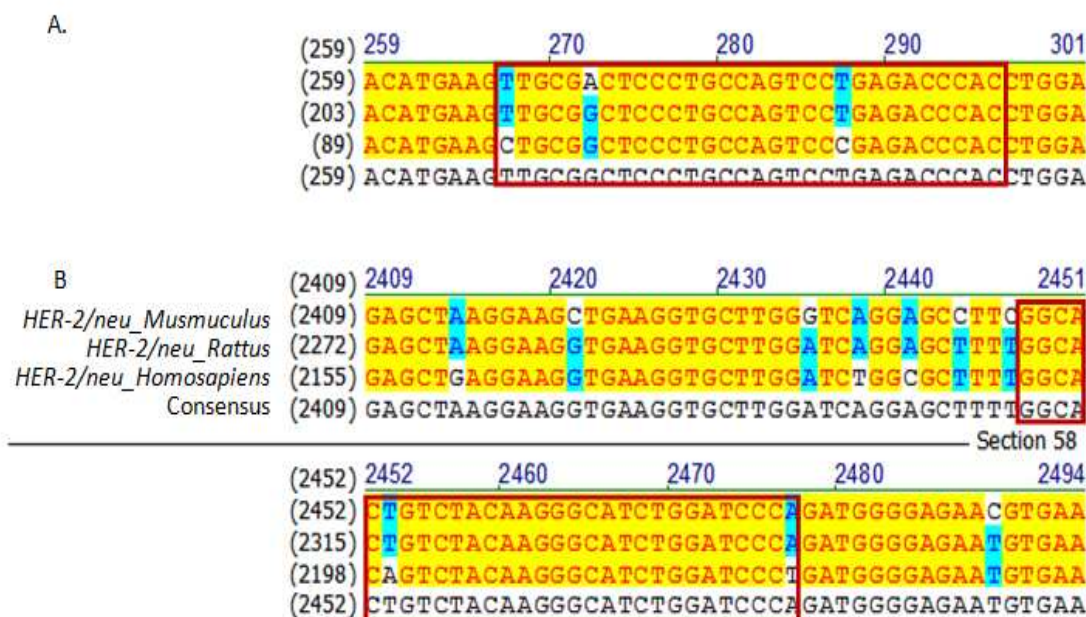 A.
(259) 259 270 280 290 301
(259) ACATGAAGTTGCGACTCCCTGCCAGTCCTGAGACCCACCTGGA
(203) ACATGAAGTTGCGGCTCCCTGCCAGTCCTGAGACCCACCTGGA
(89) ACATGAAGCTGCGGCTCCCTGCCAGTCCCGAGACCCACCTGGA
(259) ACATGAAGTTGCGGCTCCCTGCCAGTCCTGAGACCCACCTGGA
B
(2409) 2409 2420 2430 2440 2451
HER-2/neu_Musmuculus (2409) GAGCTAAGGAAGCTGAAGGTGCTTGGGTCAGGAGCCTTCGGCA
HER-2/neu_Rattus (2272) GAGCTAAGGAAGGTGAAGGTGCTTGGATCAGGAGCTTTTGGCA
HER-2/neu_Homosapiens (2155) GAGCTGAGGAAGGTGAAGGTGCTTGGATCTGGCGCTTTTGGCA
Consensus (2409) GAGCTAAGGAAGGTGAAGGTGCTTGGATCAGGAGCTTTTGGCA
Section 58
(2452) 2452 2460 2470 2480 2494
(2452) CTGTCTACAAGGGCATCTGGATCCCAGATGGGGAGAACGTGAA
(2315) CTGTCTACAAGGGCATCTGGATCCCAGATGGGGAGAATGTGAA
(2198) CAGTCTACAAGGGCATCTGGATCCCTGATGGGGAGAATGTGAA
(2452) CTGTCTACAAGGGCATCTGGATCCCAGATGGGGAGAATGTGAA